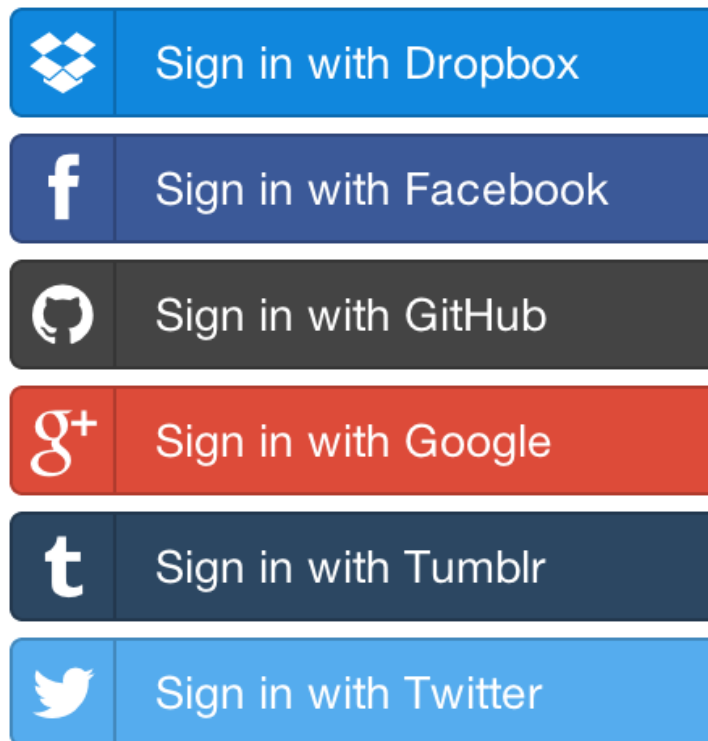 Sign in with Dropbox
f Sign in with Facebook
Sign in with GitHub
g+ Sign in with Google
t Sign in with Tumblr
Sign in with Twitter